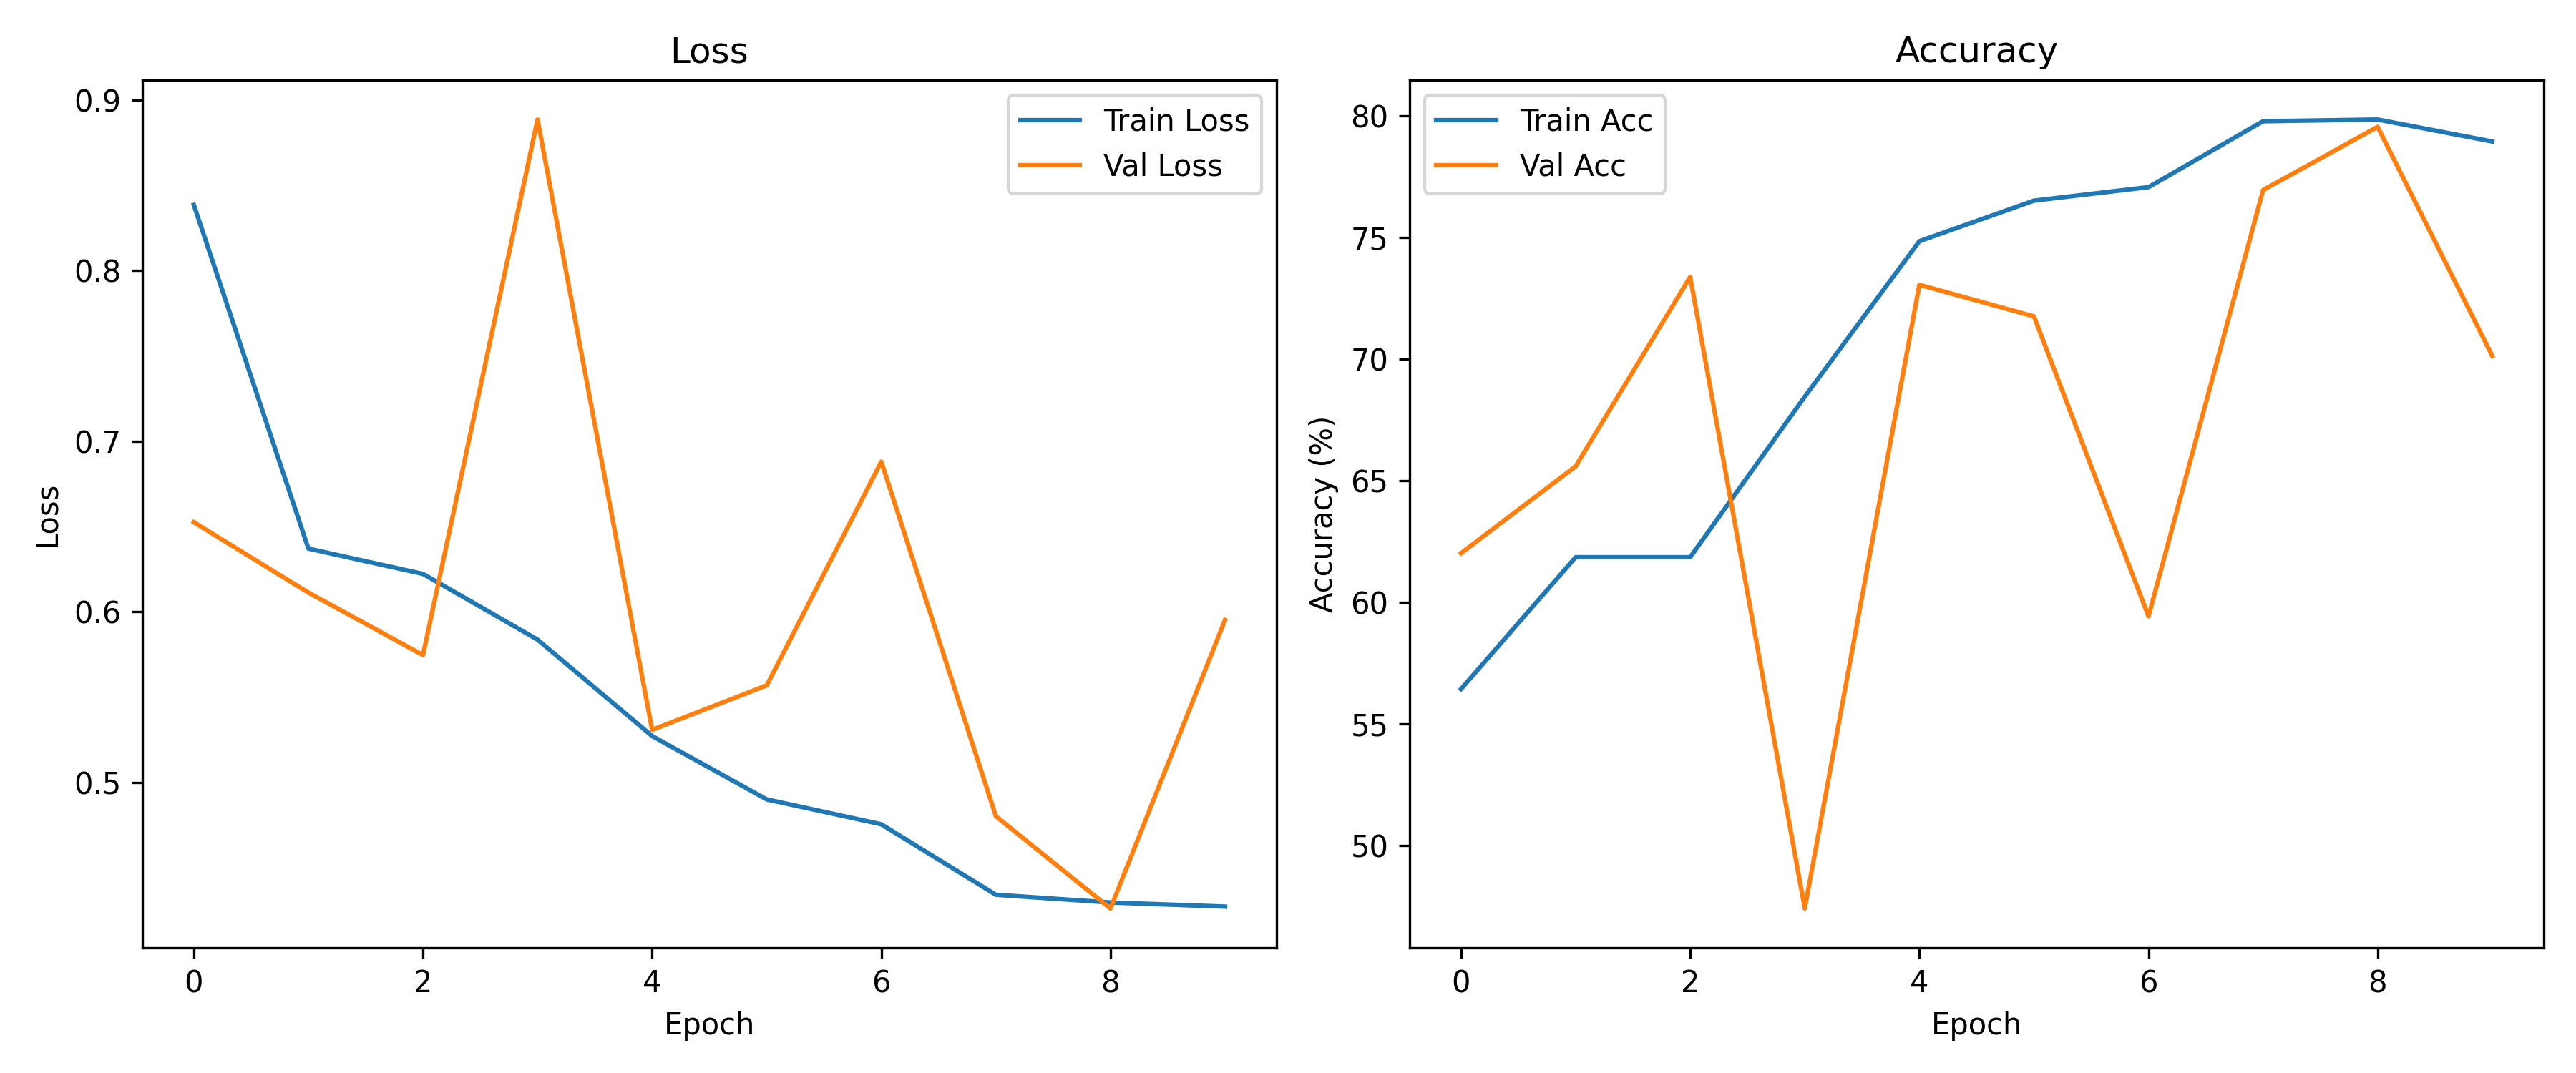 Loss
Train Loss
Val Loss
0.9
0.8
0.7
0.6
0.5
Loss
0 2 4 6 8
Epoch
Accuracy
Train Acc
Val Acc
80
75
70
65
60
55
50
Accuracy (%)
0 2 4 6 8
Epoch